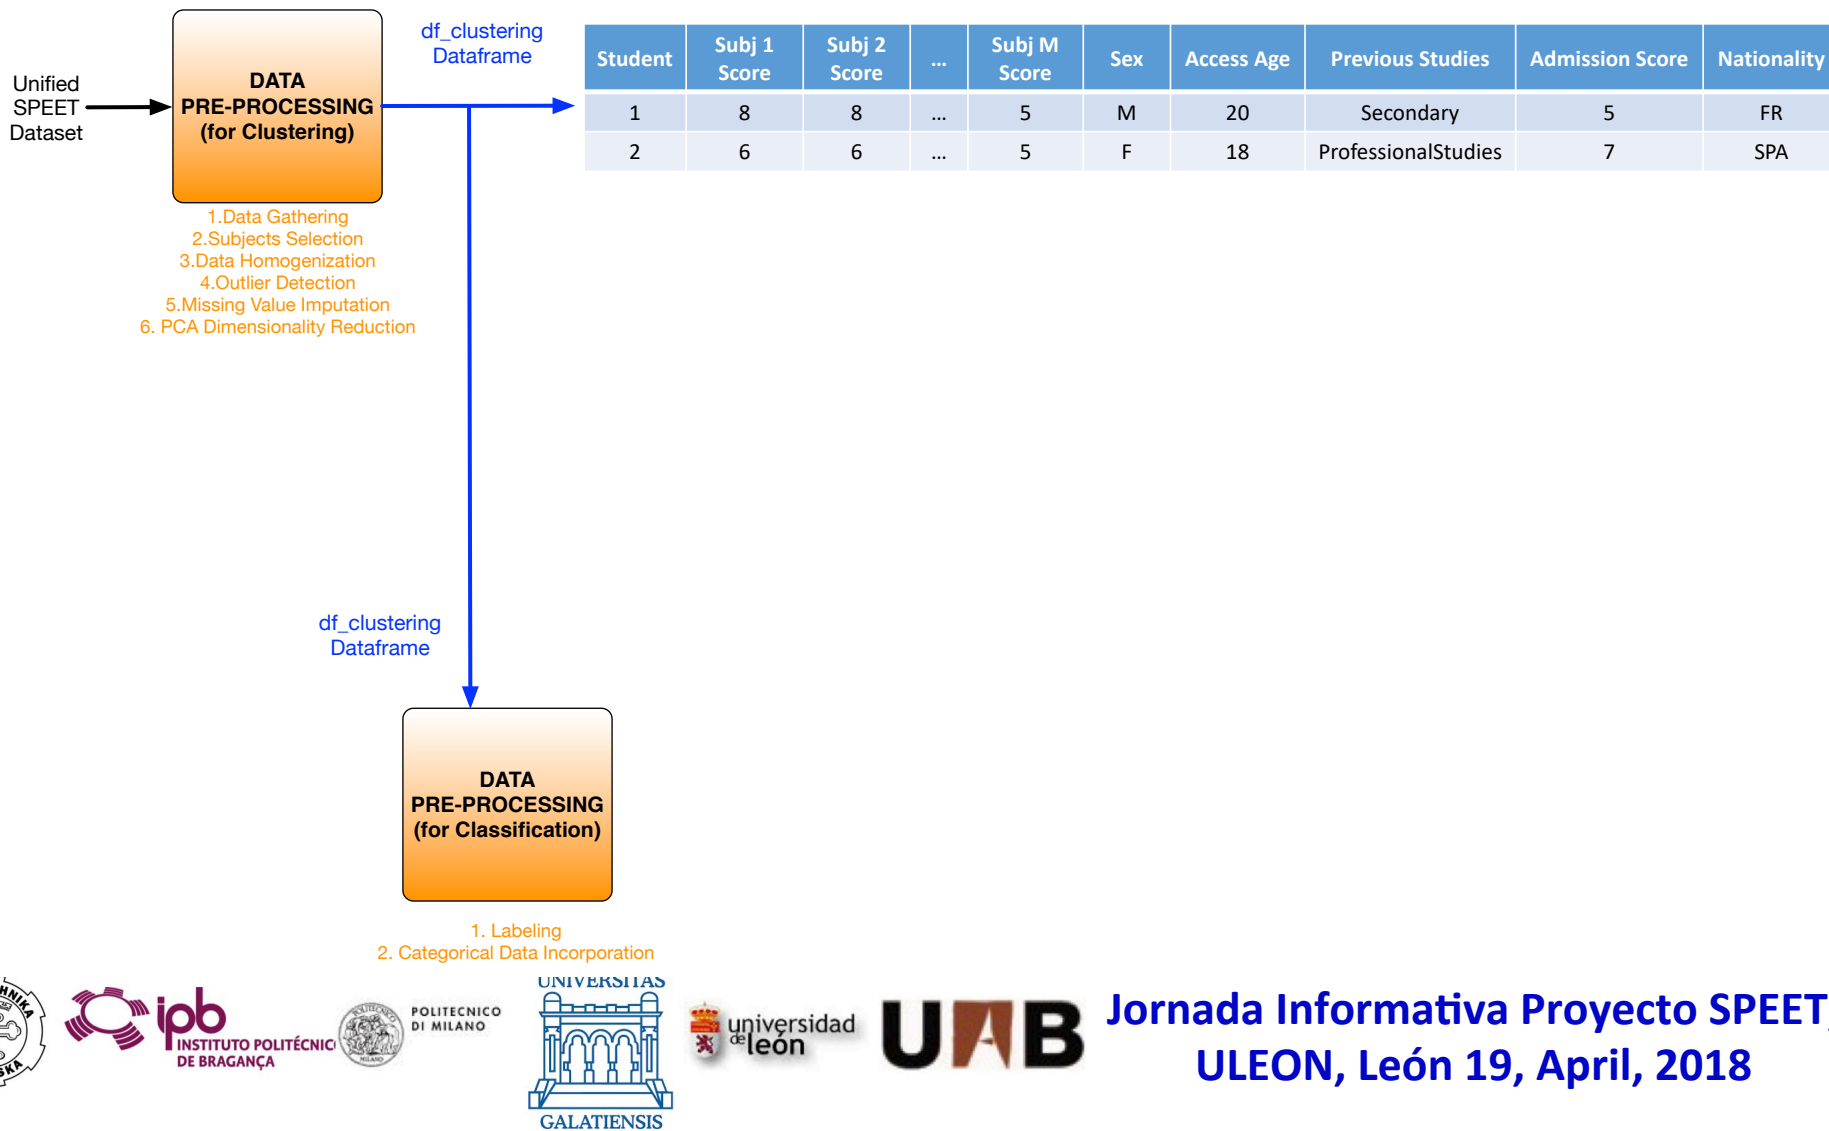 Unified
SPEET
Dataset
DATA
PRE-PROCESSING
(for Clustering)
1.Data Gathering
2.Subjects Selection
3.Data Homogenization
4.Outlier Detection
5.Missing Value Imputation
6. PCA Dimensionality Reduction
df_clustering
Dataframe
Student Subj 1 Score Subj 2 Score ... Subj M Score Sex Access Age Previous Studies Admission Score Nationality
1 8 8 ... 5 M 20 Secondary 5 FR
2 6 6 ... 5 F 18 ProfessionalStudies 7 SPA
df_clustering
Dataframe
DATA
PRE-PROCESSING
(for Classification)
1. Labeling
2. Categorical Data Incorporation
ipb
INSTITUTO POLITÉCNIC
DE BRAGANÇA
POLITECNICO
DI MILANO
UNIVERSITAS
GALATIENSIS
universidad
de león
UAB
Jornada Informativa Proyecto SPEET,
ULEON, León 19, April, 2018